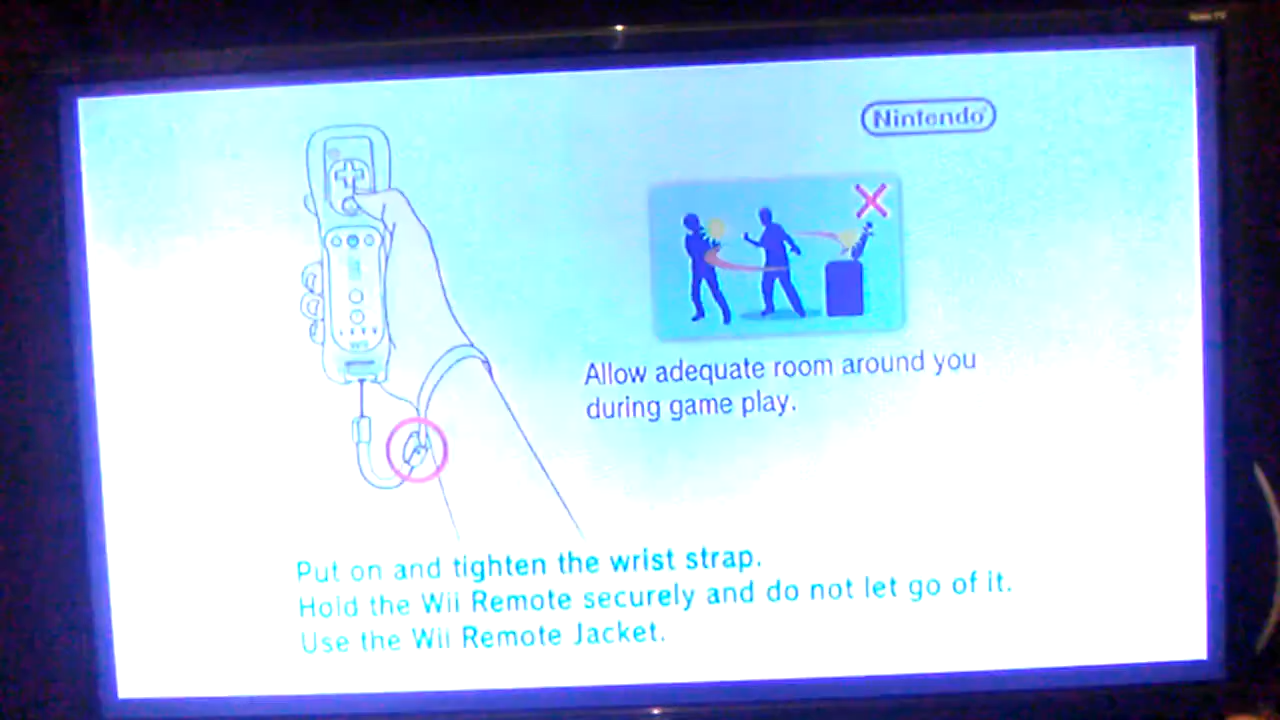 Nintendo
Allow adequate room around you
during game play.
Put on and tighten the wrist strap.
Hold the Wii Remote securely and do not let go of it.
Use the Wii Remote Jacket.